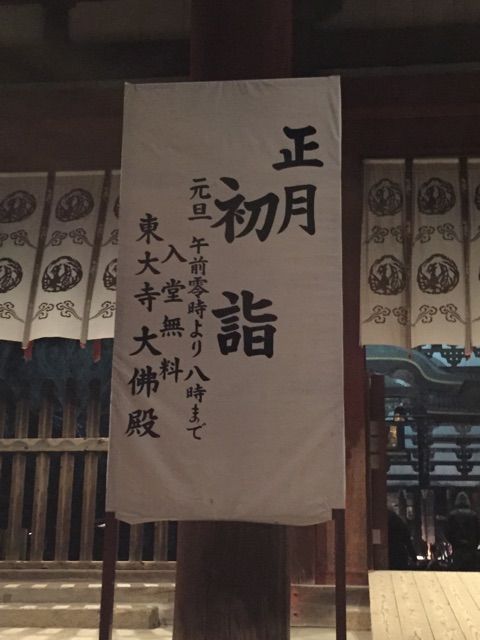 正月
初詣
元旦 午前零時より八時まで
入堂無料
東大寺大佛殿